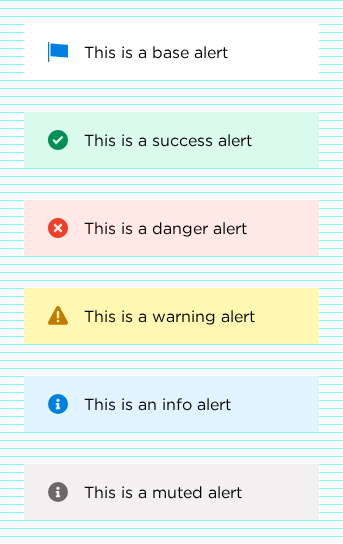 This is a base alert
This is a success alert
This is a danger alert
This is a warning alert
This is an info alert
This is a muted alert